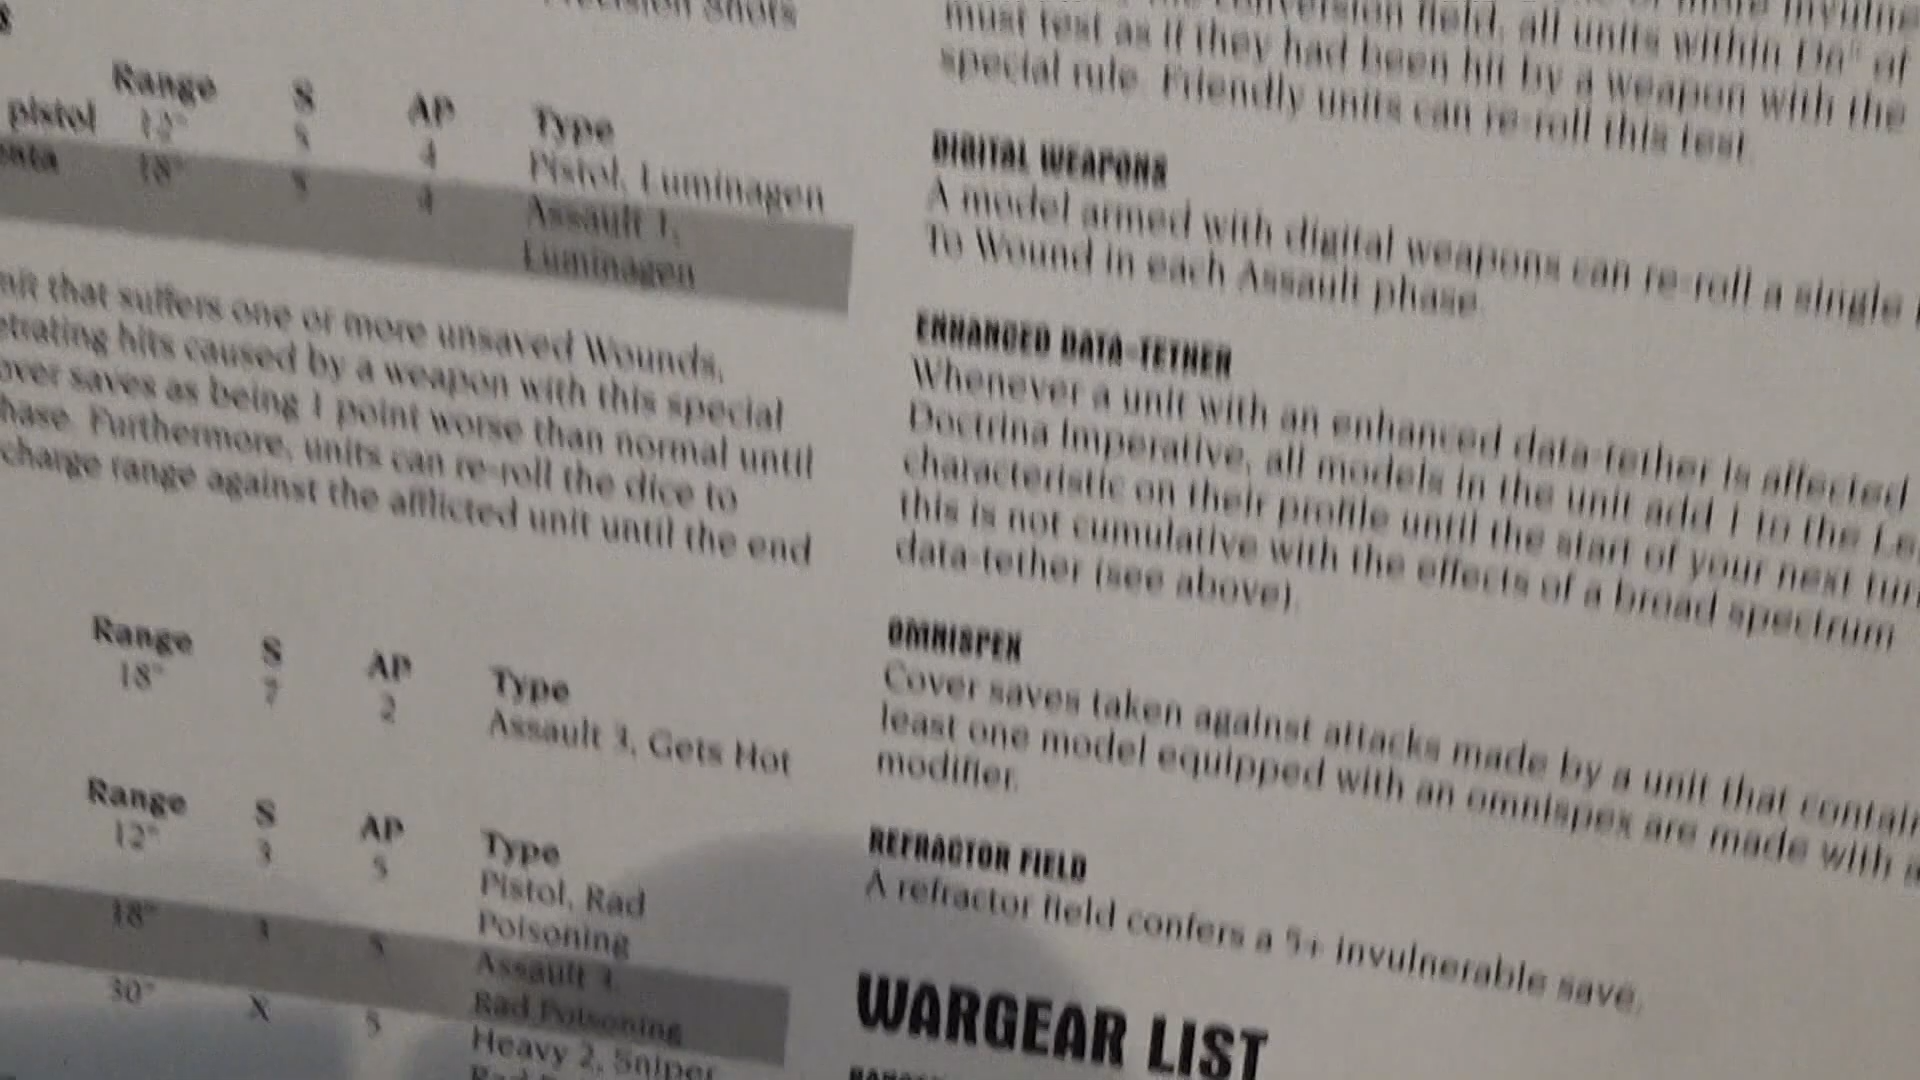 Precision Shots
Range S AP Type
pistol 12" 5 4 Pistol, Luminagen
18" 5 4 Assault 1,
Luminagen
that suffers one or more unsaved Wounds,
hits caused by a weapon with this special
saves as being 1 point worse than normal until
Furthermore, units can re-roll the dice to
charge range against the afflicted unit until the end
Range S AP Type
18" 7 2 Assault 3, Gets Hot
Range S AP Type
12" 3 5 Pistol, Rad
Poisoning
18" 3 5 Assault 3,
Rad Poisoning
30" X 5 Heavy 2, Sniper,
conversion field, all units within D6" of
must test as if they had been hit by a weapon with the
special rule. Friendly units can re-roll this test.
DIGITAL WEAPONS
A model armed with digital weapons can re-roll a single
To Wound in each Assault phase.
ENHANCED DATA-TETHER
Whenever a unit with an enhanced data-tether is affected
Doctrina Imperative, all models in the unit add 1 to the
characteristic on their profile until the start of your next
this is not cumulative with the effects of a broad spectrum
data-tether (see above).
OMNISPEX
Cover saves taken against attacks made by a unit that
least one model equipped with an omnispex are made with a
modifier.
REFRACTOR FIELD
A refractor field confers a 5+ invulnerable save.
WARGEAR LIST